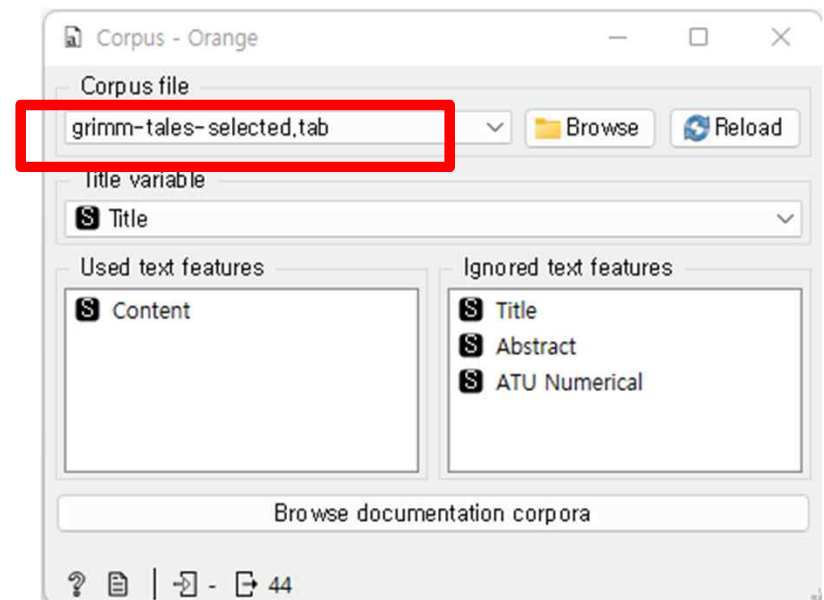 Corpus - Orange
Corpus file
grimm-tales-selected,tab
Browse
Reload
Title variable
S Title
Used text features
Ignored text features
S Content
S Title
S Abstract
S ATU Numerical
Browse documentation corpora
? - 44